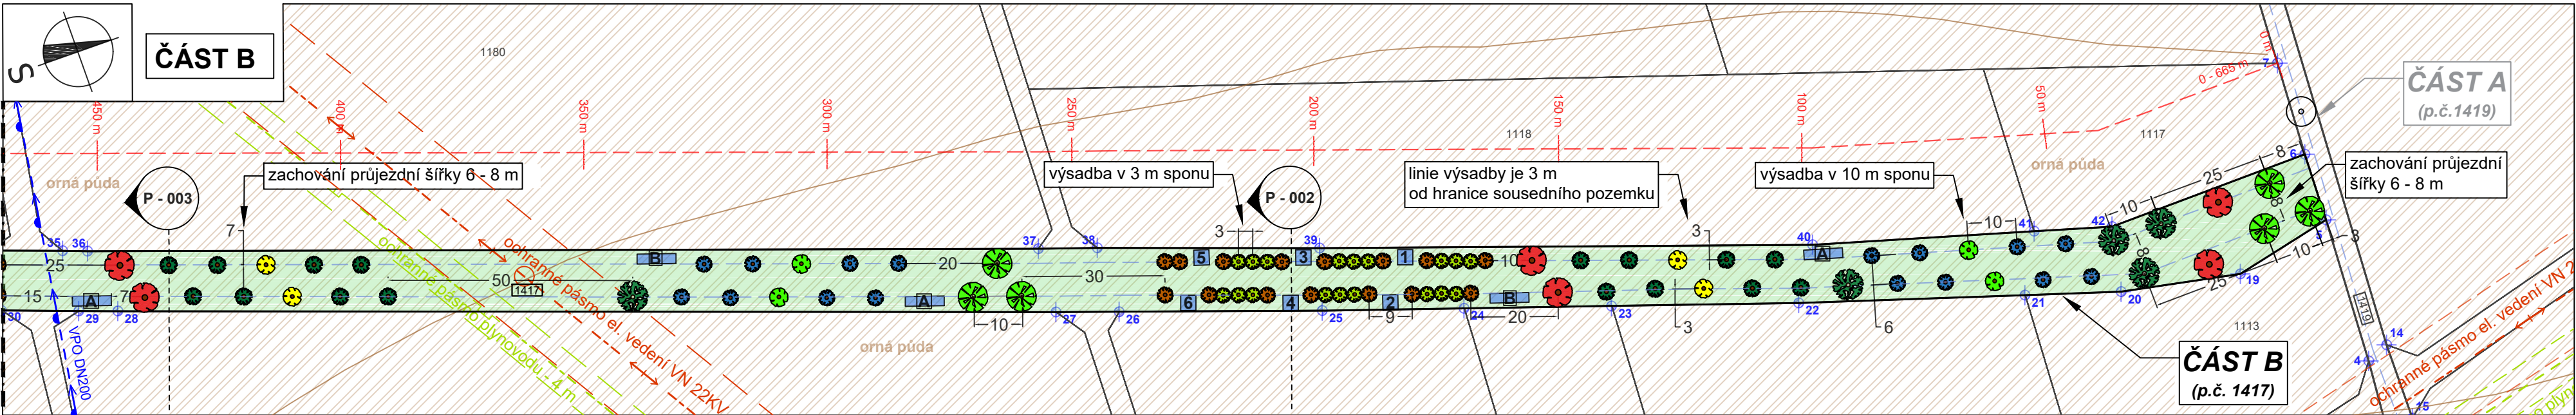 S
ČÁST B
1180
450 m
400 m
350 m
300 m
250 m
200 m
150 m
100 m
50 m
0 m
0 - 665 m
7
1118
1117
ČÁST A
(p.č.1419)
orná půda
P - 003
zachování průjezdní šířky 6 - 8 m
výsadba v 3 m sponu
P - 002
linie výsadby je 3 m
od hranice sousedního pozemku
výsadba v 10 m sponu
orná půda
zachování průjezdní
šířky 6 - 8 m
6
8
25
10
8
8
10
3
5
35
36
7
37
38
3
39
3
40
10
41
42
25
B
20
5
3
1
10
A
15
A
7
50
1417
A
30
6
4
2
B
25
19
30
29
28
10
27
26
25
9
24
20
23
3
22
6
21
20
VPO DN200
ochranné pásmo plynovodu - 4 m
ochranné pásmo el. vedení VN 22KV
orná půda
ČÁST B
(p.č. 1417)
1113
1419
14
4
15
ochranné pásmo el. vedení VN 2